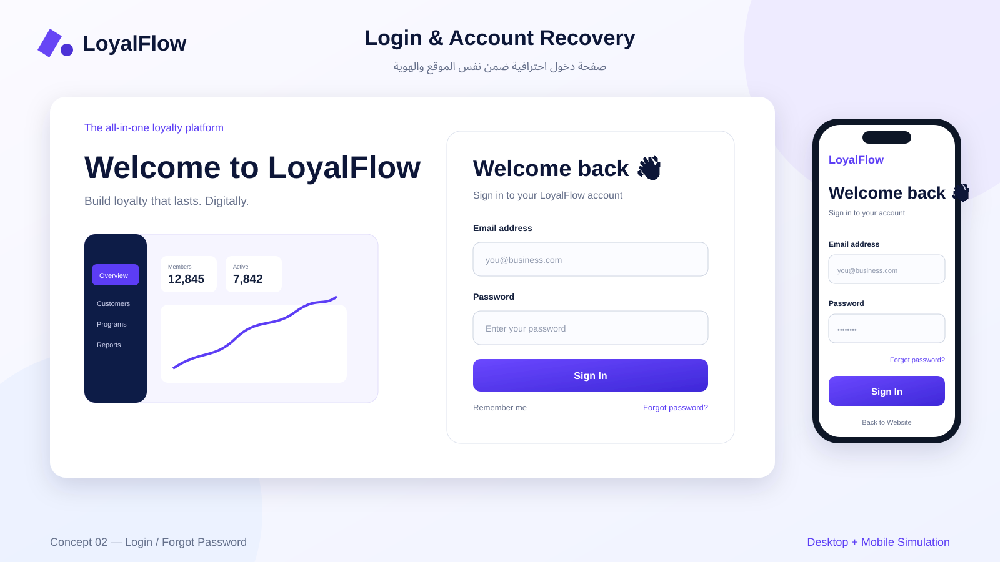 LoyalFlow
Login & Account Recovery
صفحة دخول احترافية ضمن نفس الموقع والهوية
The all-in-one loyalty platform
Welcome to LoyalFlow
Build loyalty that lasts. Digitally.
Overview
Customers
Programs
Reports
Members
12,845
Active
7,842
Welcome back 👋
Sign in to your LoyalFlow account
Email address
you@business.com
Password
Enter your password
Sign In
Remember me
Forgot password?
LoyalFlow
Welcome back 👋
Sign in to your account
Email address
you@business.com
Password
••••••••
Forgot password?
Sign In
Back to Website
Concept 02 — Login / Forgot Password
Desktop + Mobile Simulation